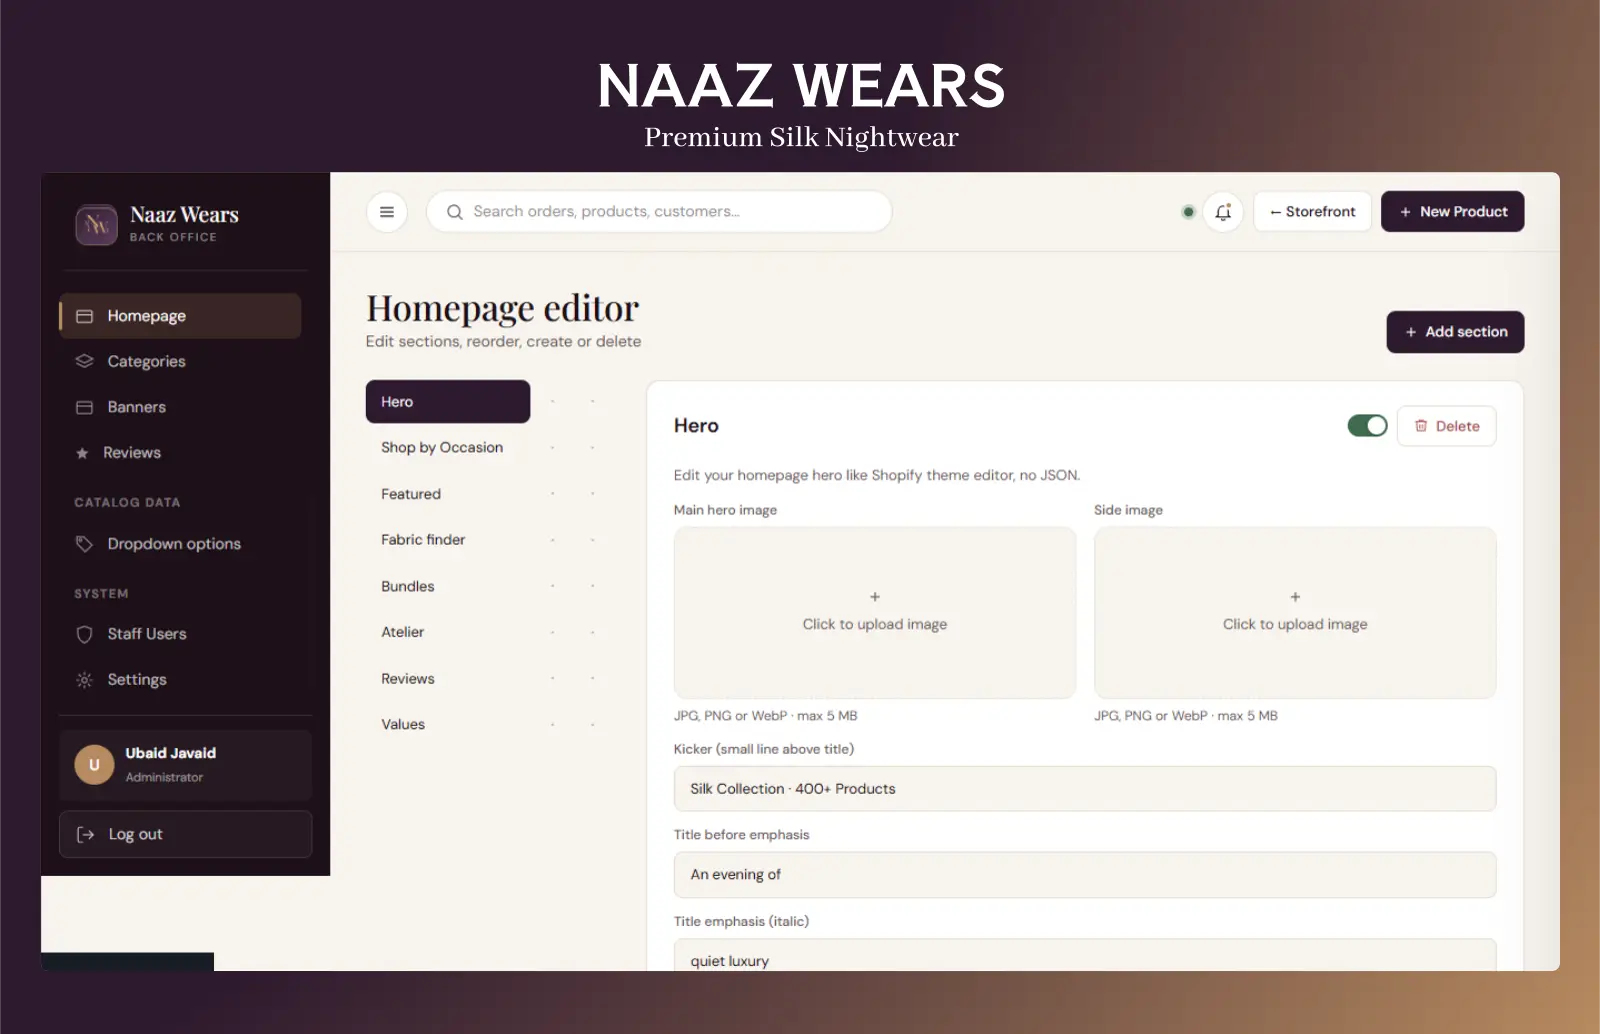 NAAZ WEARS
Premium Silk Nightwear
Naaz Wears
BACK OFFICE
Search orders, products, customers...
← Storefront
+ New Product
Homepage
Categories
Banners
Reviews
CATALOG DATA
Dropdown options
SYSTEM
Staff Users
Settings
U
Ubaid Javaid
Administrator
Log out
Homepage editor
Edit sections, reorder, create or delete
+ Add section
Hero
Shop by Occasion
Featured
Fabric finder
Bundles
Atelier
Reviews
Values
Hero
Delete
Edit your homepage hero like Shopify theme editor, no JSON.
Main hero image
Side image
+
Click to upload image
+
Click to upload image
JPG, PNG or WebP · max 5 MB
JPG, PNG or WebP · max 5 MB
Kicker (small line above title)
Silk Collection · 400+ Products
Title before emphasis
An evening of
Title emphasis (italic)
quiet luxury